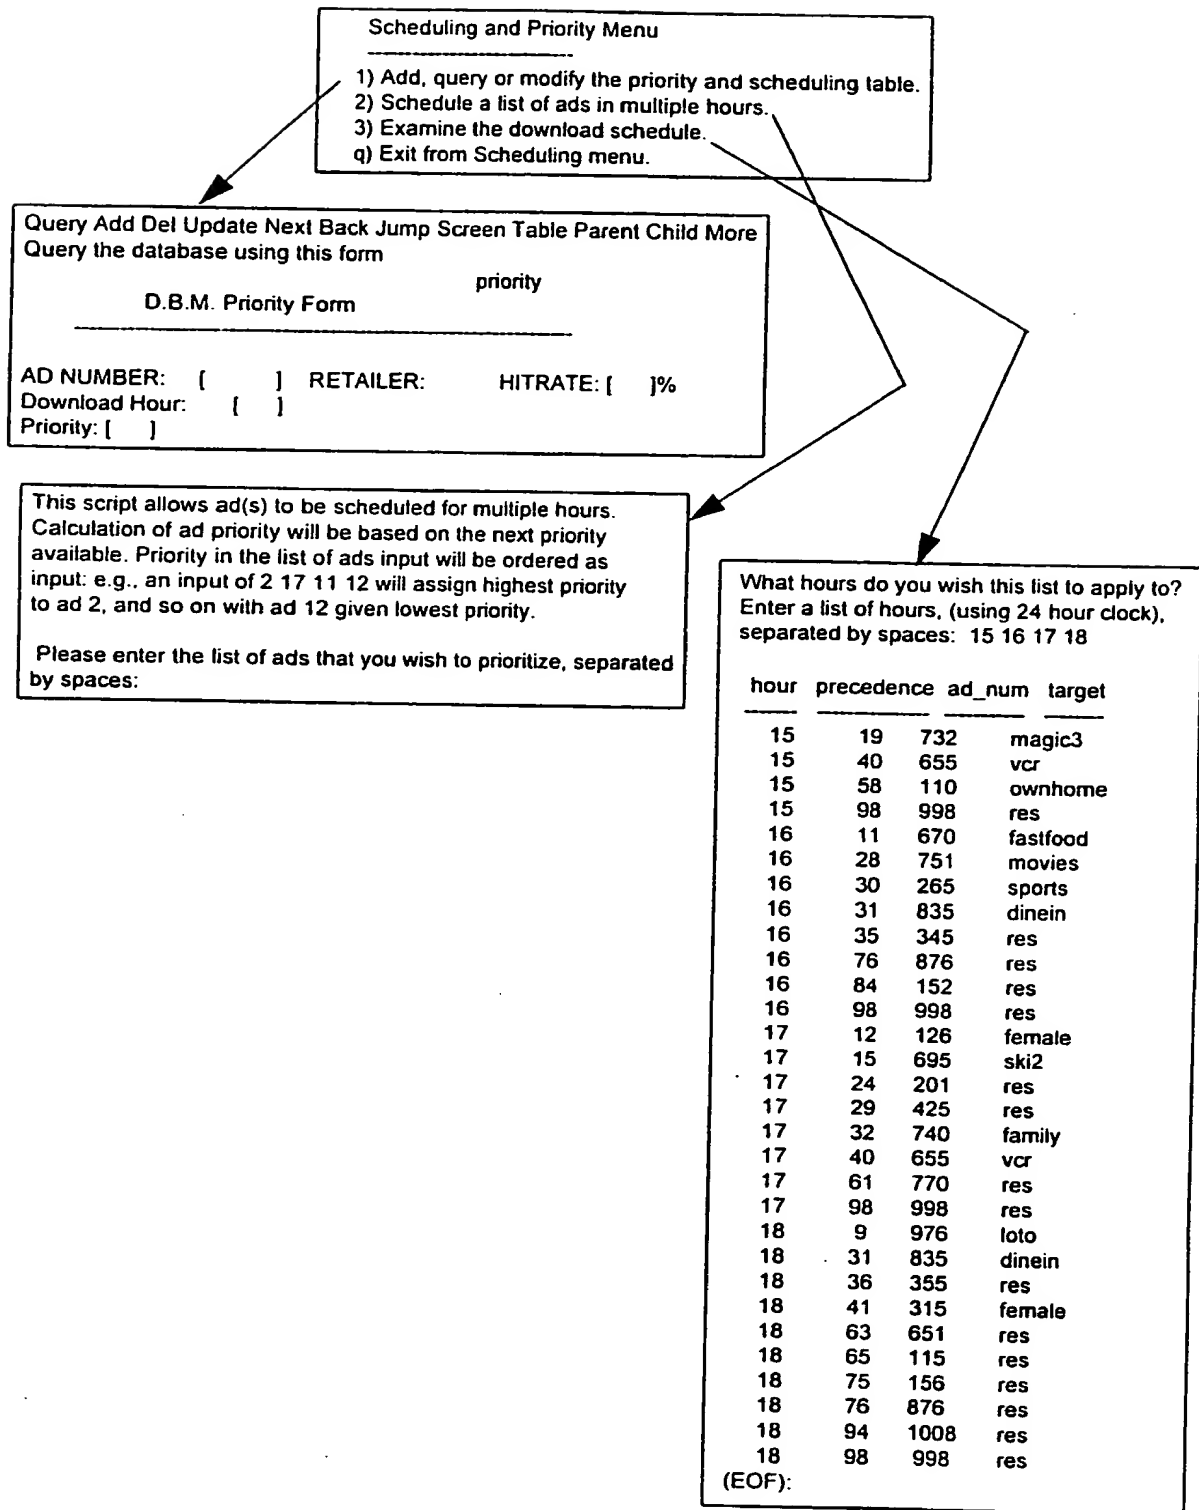 Scheduling and Priority Menu
1) Add, query or modify the priority and scheduling table.
2) Schedule a list of ads in multiple hours.
3) Examine the download schedule.
q) Exit from Scheduling menu.
Query Add Del Update Next Back Jump Screen Table Parent Child More
Query the database using this form
priority
D.B.M. Priority Form
AD NUMBER: [ ] RETAILER: HITRATE: [ ]%
Download Hour: [ ]
Priority: [ ]
This script allows ad(s) to be scheduled for multiple hours.
Calculation of ad priority will be based on the next priority
available. Priority in the list of ads input will be ordered as
input: e.g., an input of 2 17 11 12 will assign highest priority
to ad 2, and so on with ad 12 given lowest priority.
Please enter the list of ads that you wish to prioritize, separated
by spaces:
What hours do you wish this list to apply to?
Enter a list of hours, (using 24 hour clock),
separated by spaces: 15 16 17 18
hour precedence ad_num target
15 19 732 magic3
15 40 655 vcr
15 58 110 ownhome
15 98 998 res
16 11 670 fastfood
16 28 751 movies
16 30 265 sports
16 31 835 dinein
16 35 345 res
16 76 876 res
16 84 152 res
16 98 998 res
17 12 126 female
17 15 695 ski2
17 24 201 res
17 29 425 res
17 32 740 family
17 40 655 vcr
17 61 770 res
17 98 998 res
18 9 976 loto
18 31 835 dinein
18 36 355 res
18 41 315 female
18 63 651 res
18 65 115 res
18 75 156 res
18 76 876 res
18 94 1008 res
18 98 998 res
(EOF):